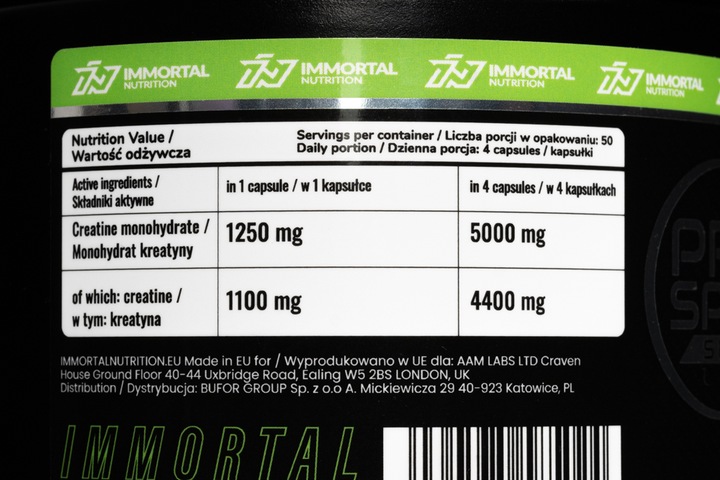 IMMORTAL NUTRITION IMMORTAL NUTRITION IMMORTAL NUTRITION IMMORTAL NUTRITION
Nutrition Value /
Wartość odżywcza
Servings per container / Liczba porcji w opakowaniu: 50
Daily portion / Dzienna porcja: 4 capsules / kapsułki
Active ingredients /
Składniki aktywne
in 1 capsule / w 1 kapsułce
in 4 capsules / w 4 kapsułkach
Creatine monohydrate /
Monohydrat kreatyny
1250 mg
5000 mg
of which: creatine /
w tym: kreatyna
1100 mg
4400 mg
IMMORTALNUTRITION.EU Made in EU for / Wyprodukowano w UE dla: AAM LABS LTD Craven
House Ground Floor 40-44 Uxbridge Road, Ealing W5 2BS LONDON, UK
Distribution / Dystrybucja: BUFOR GROUP Sp. z o.o A. Mickiewicza 29 40-923 Katowice, PL
IMMORTAL